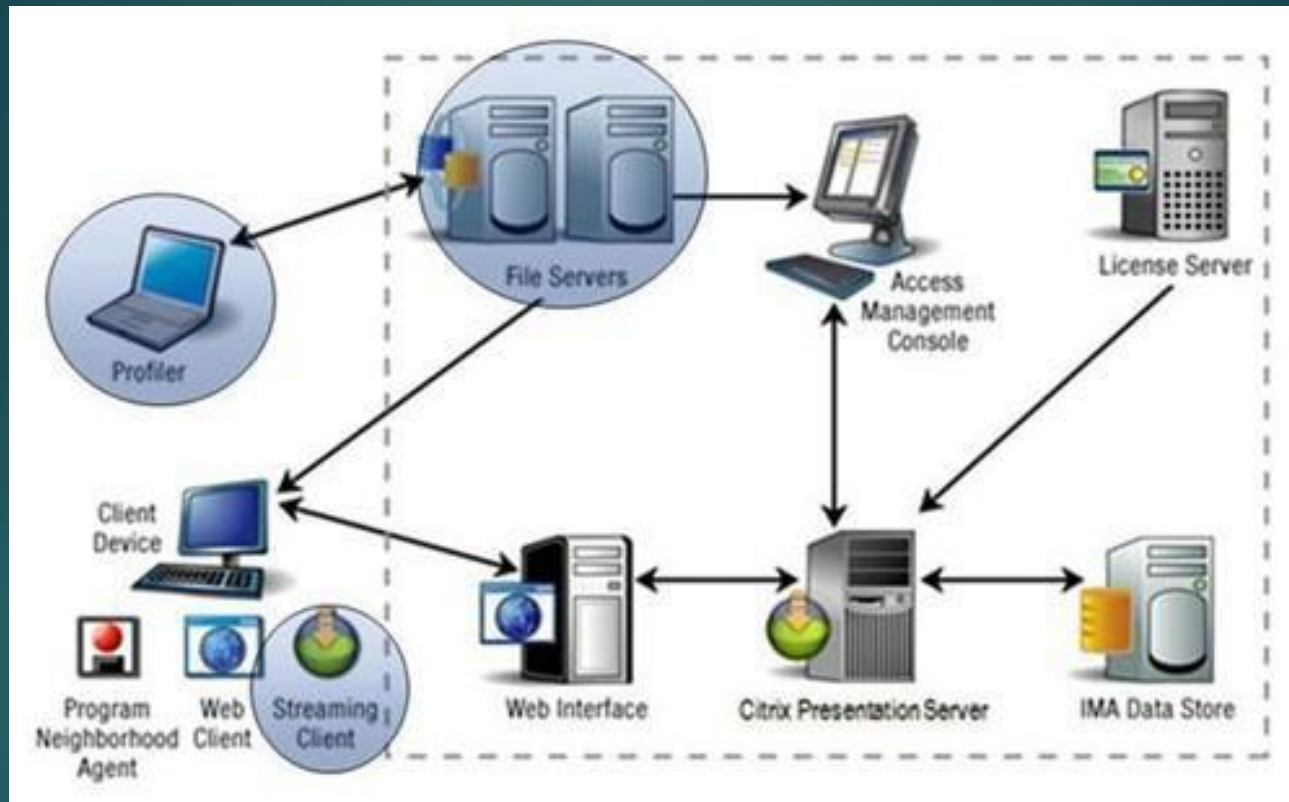 File Servers
License Server
Access
Management
Console
Profiler
Client
Device
Program
Neighborhood
Agent
Web
Client
Streaming
Client
Web Interface
Citrix Presentation Server
IMA Data Store